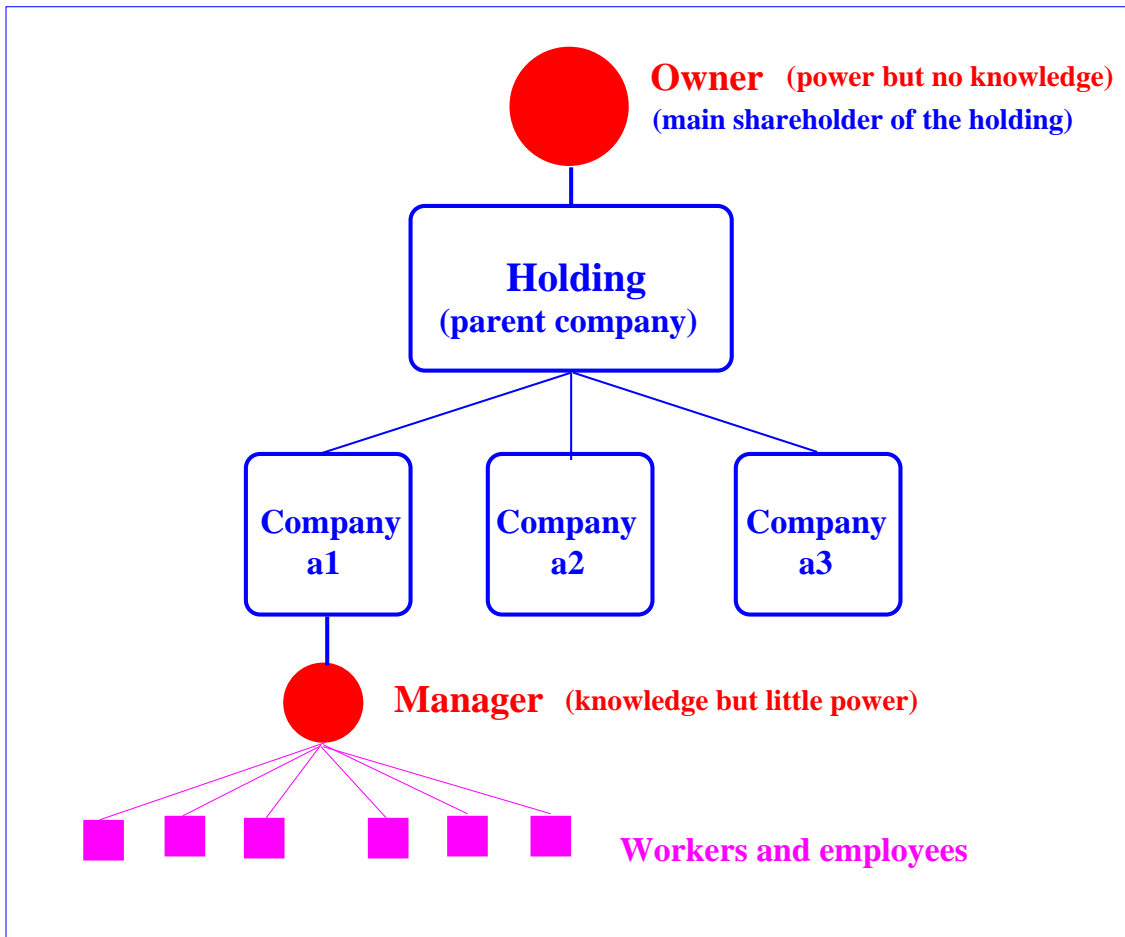 Owner (power but no knowledge)
(main shareholder of the holding)
Holding
(parent company)
Company
a1
Company
a2
Company
a3
Manager (knowledge but little power)
Workers and employees